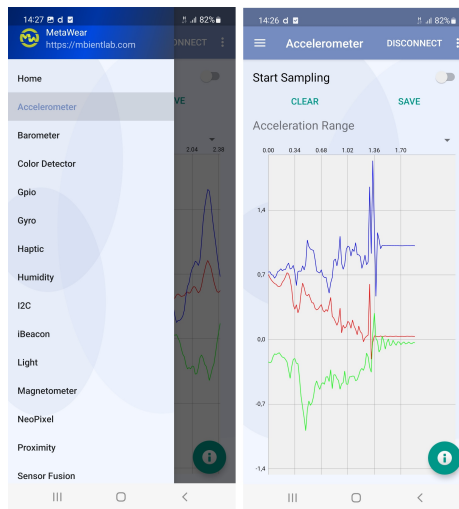 14:27 82%
MetaWear
https://mbientlab.com
ONNECT
Home
Accelerometer
VE
Barometer
2.04 2.38
Color Detector
Gpio
Gyro
Haptic
Humidity
I2C
iBeacon
Light
Magnetometer
NeoPixel
Proximity
Sensor Fusion
14:26 d 82%
Accelerometer DISCONNECT
Start Sampling
CLEAR SAVE
Acceleration Range
0.00 0.34 0.68 1.02 1.36 1.70
1,4
0,7
0,0
-0,7
-1,4